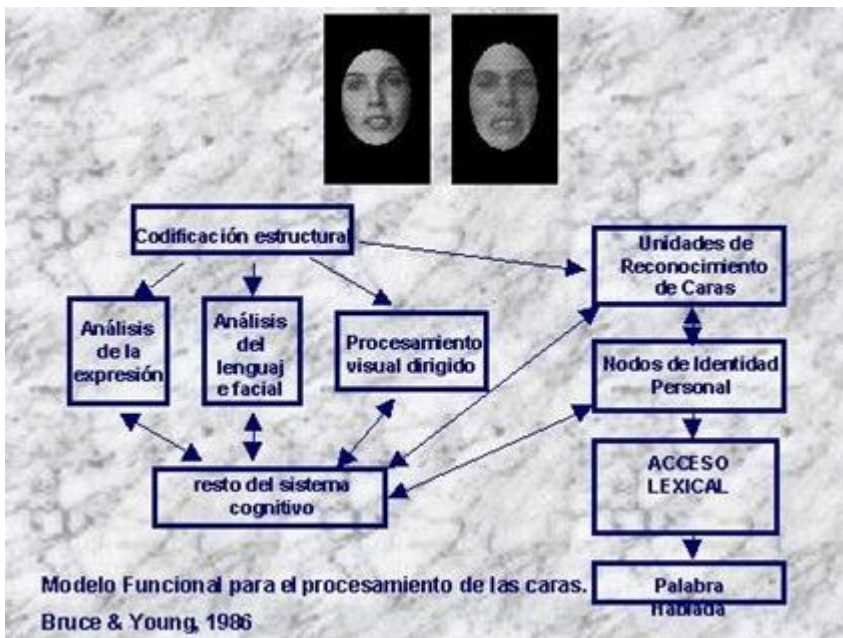 Codificación estructural
Unidades de
Reconocimiento
de Caras
Análisis
de la
expresión
Análisis
del
lenguaj
e facial
Procesamiento
visual dirigido
Nodos de Identidad
Personal
resto del sistema
cognitivo
ACCESO
LEXICAL
Palabra
Hablada
Modelo Funcional para el procesamiento de las caras.
Bruce & Young, 1986